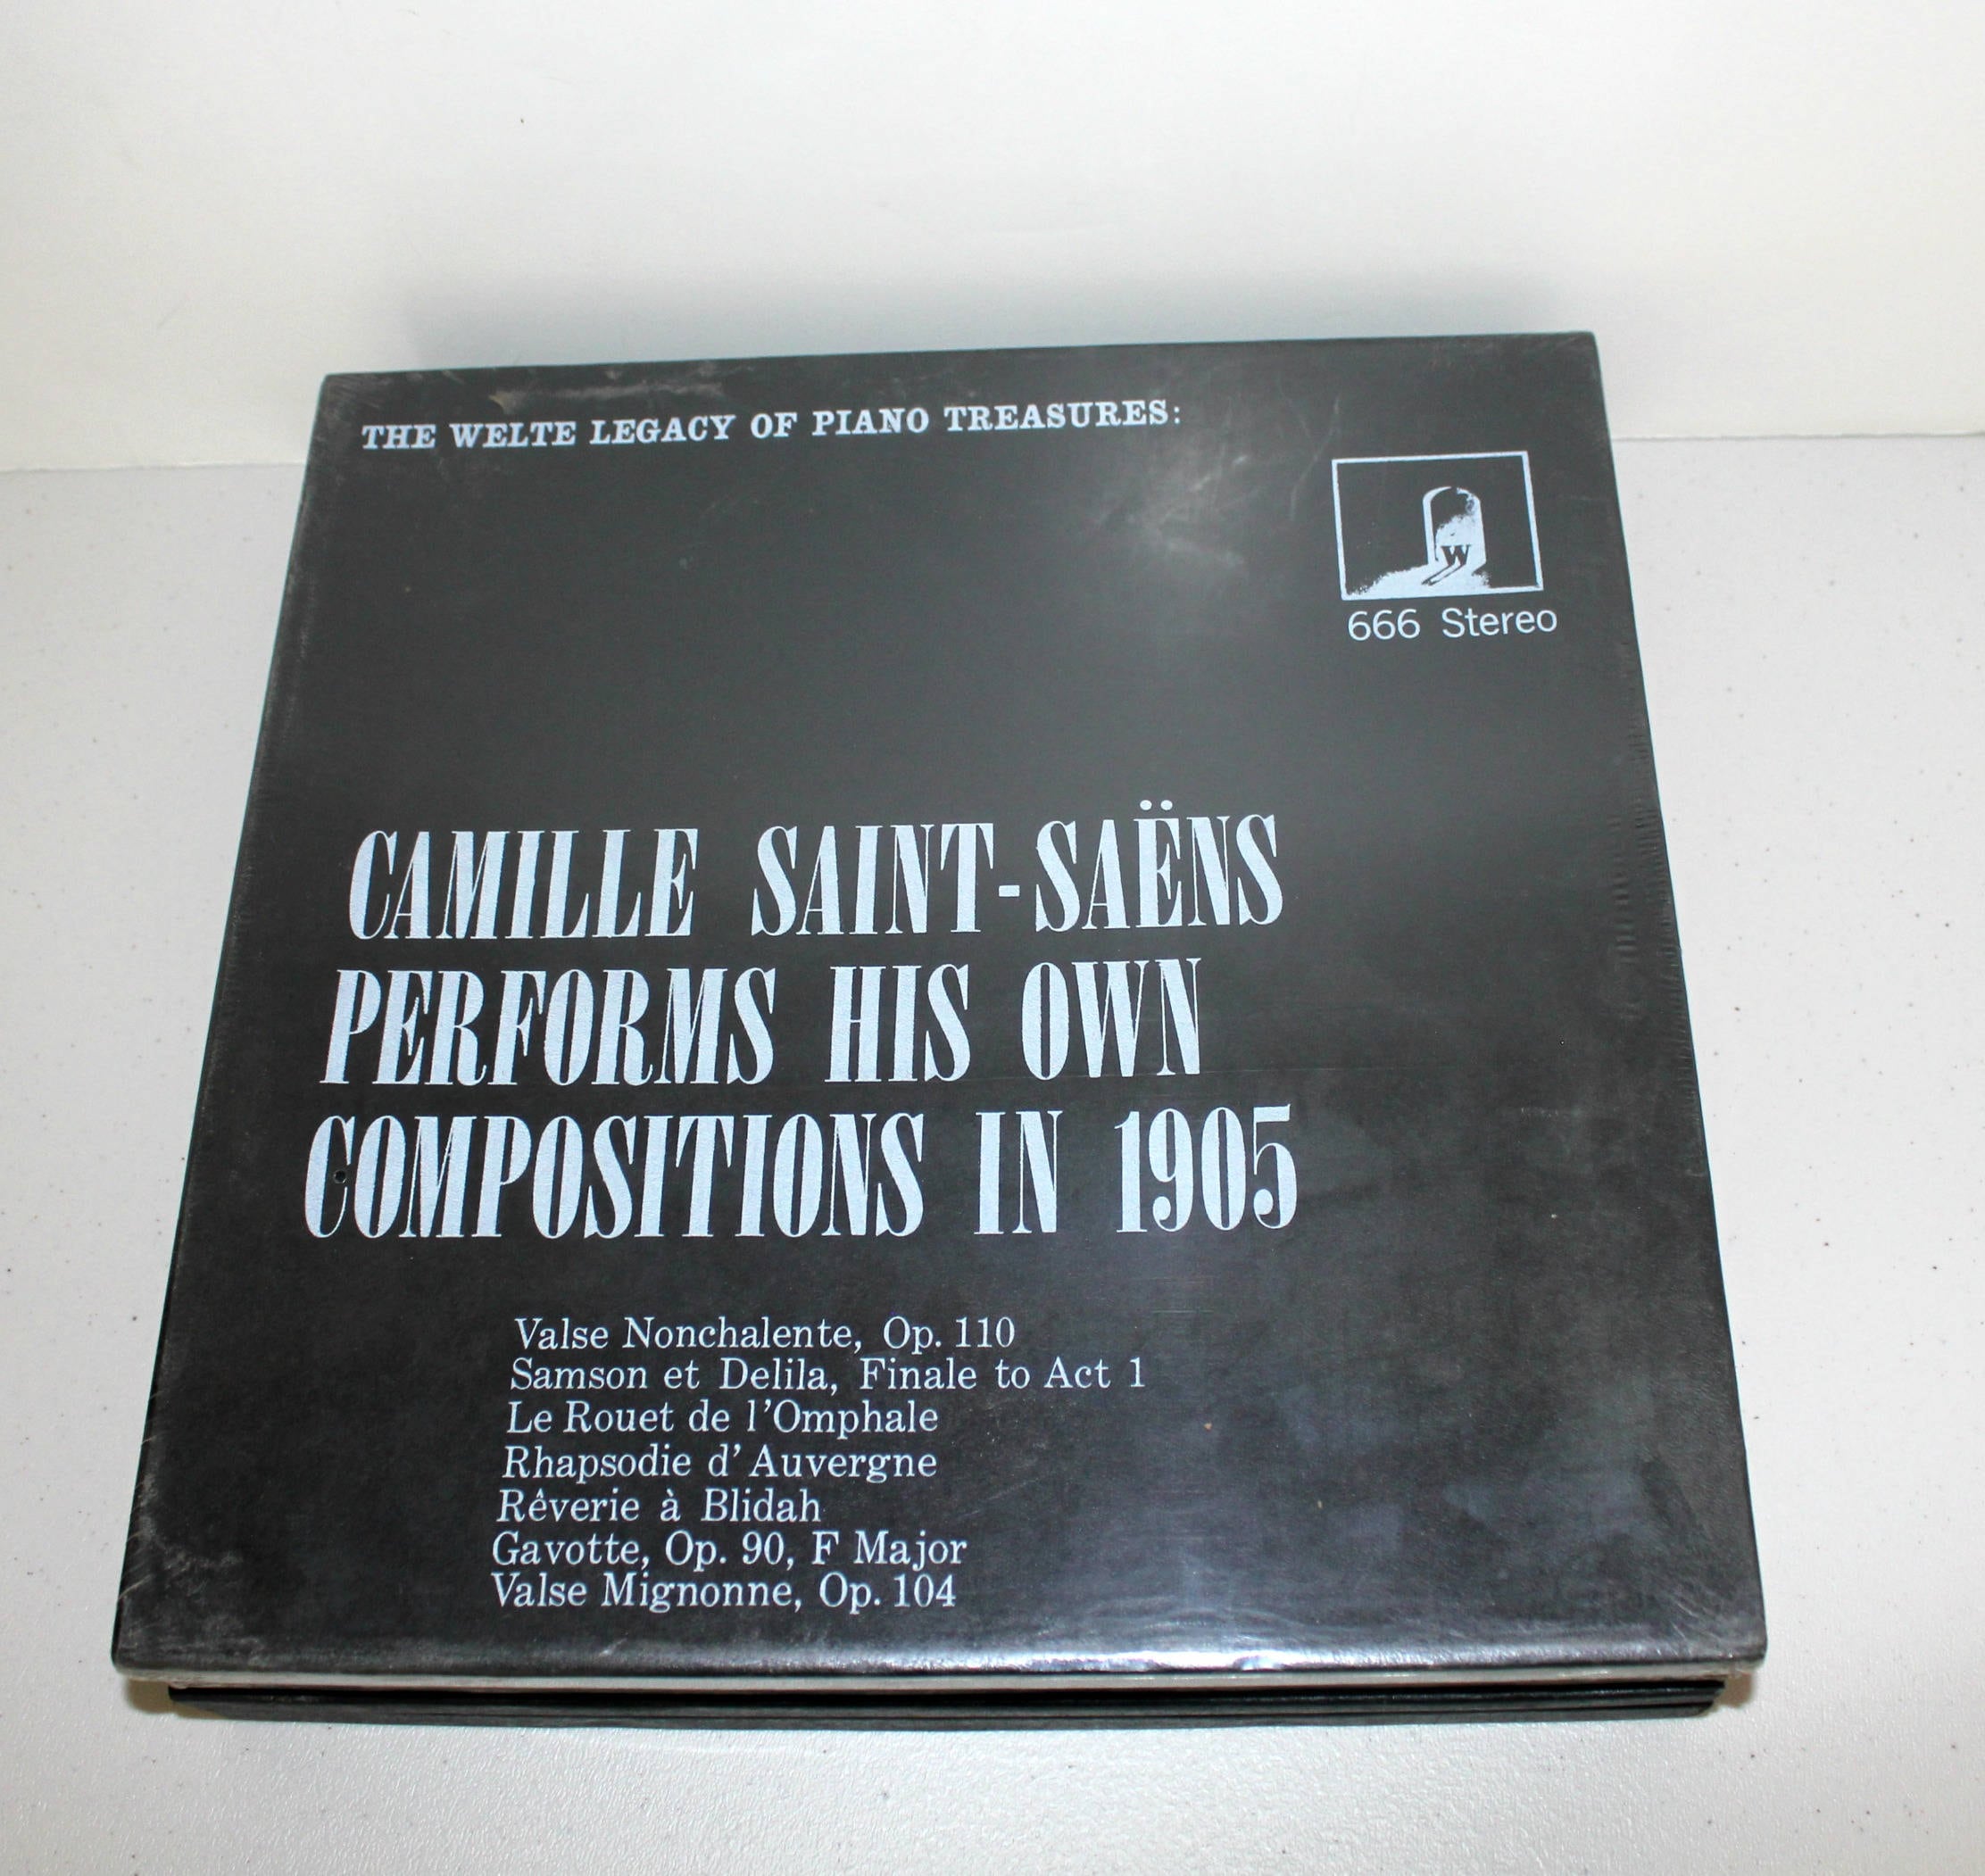 THE WELTE LEGACY OF PIANO TREASURES:
W
666 Stereo
CAMILLE SAINT-SAËNS
PERFORMS HIS OWN
COMPOSITIONS IN 1905
Valse Nonchalente, Op. 110
Samson et Delila, Finale to Act 1
Le Rouet de l'Omphale
Rhapsodie d'Auvergne
Rêverie à Blidah
Gavotte, Op. 90, F Major
Valse Mignonne, Op. 104